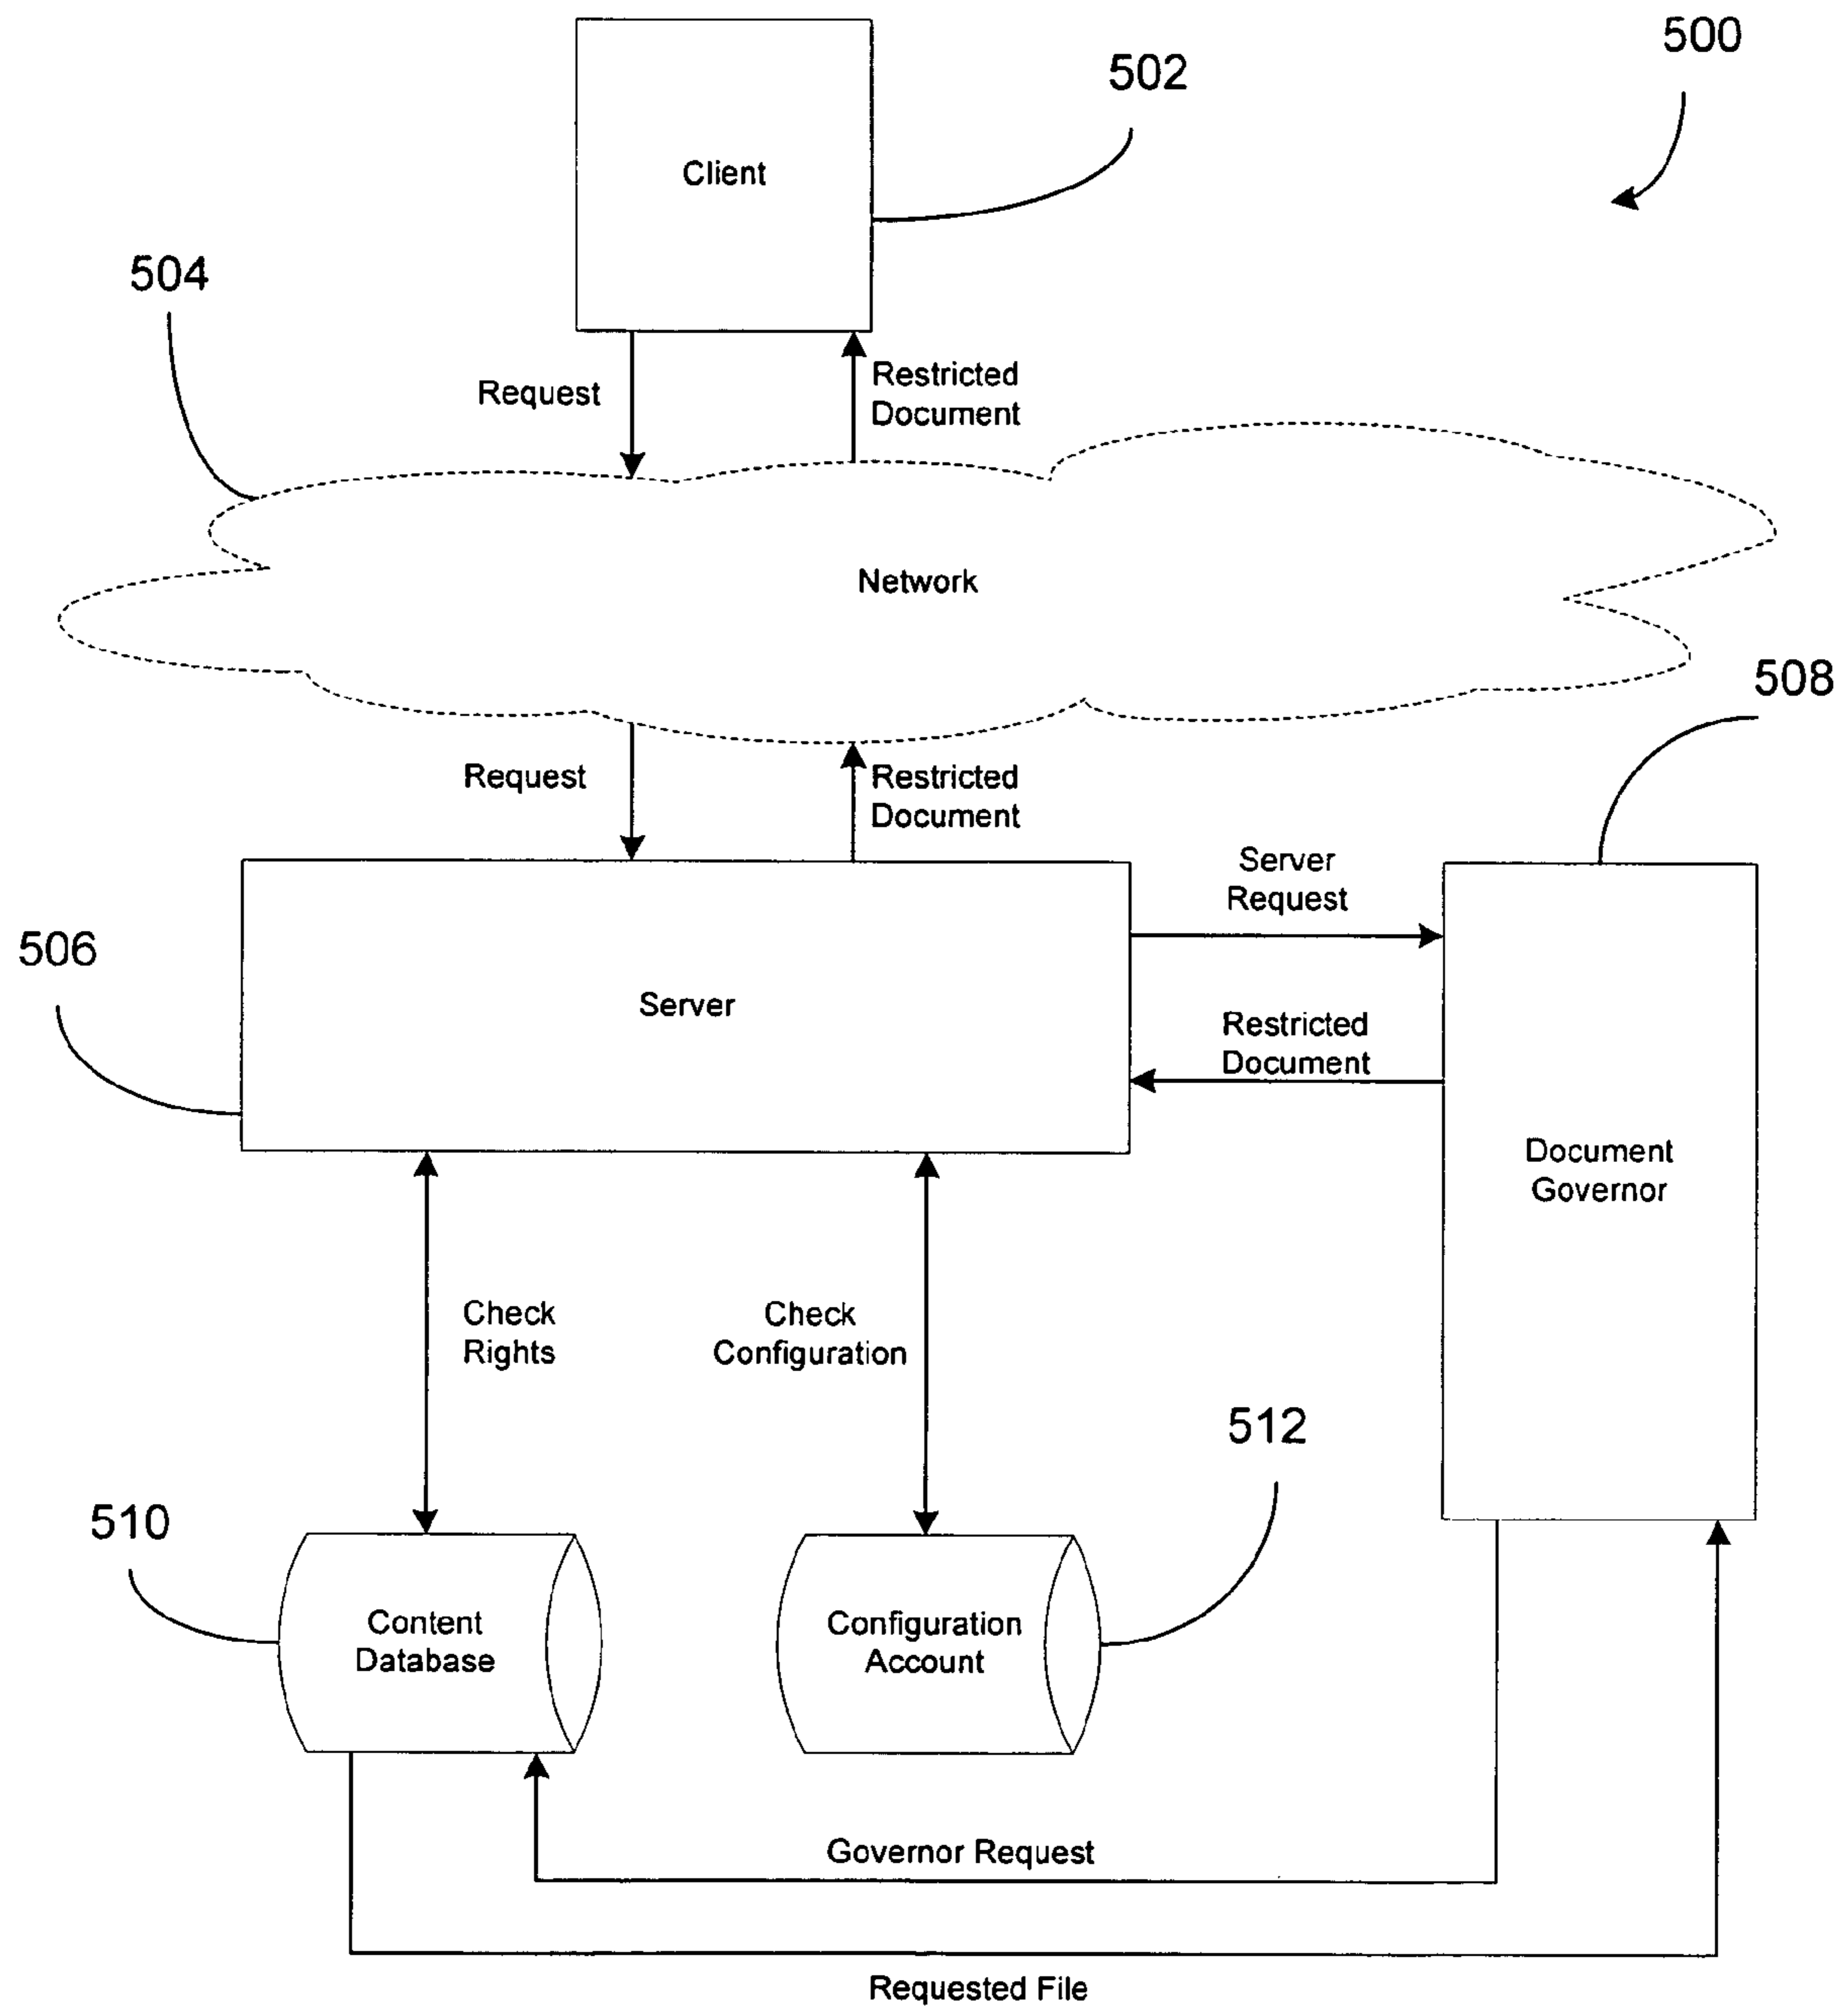 500
502
Client
504
Request
Restricted
Document
Network
508
Request
Restricted
Document
Server
Request
506
Server
Restricted
Document
Document
Governor
Check
Rights
Check
Configuration
512
510
Content
Database
Configuration
Account
Governor Request
Requested File